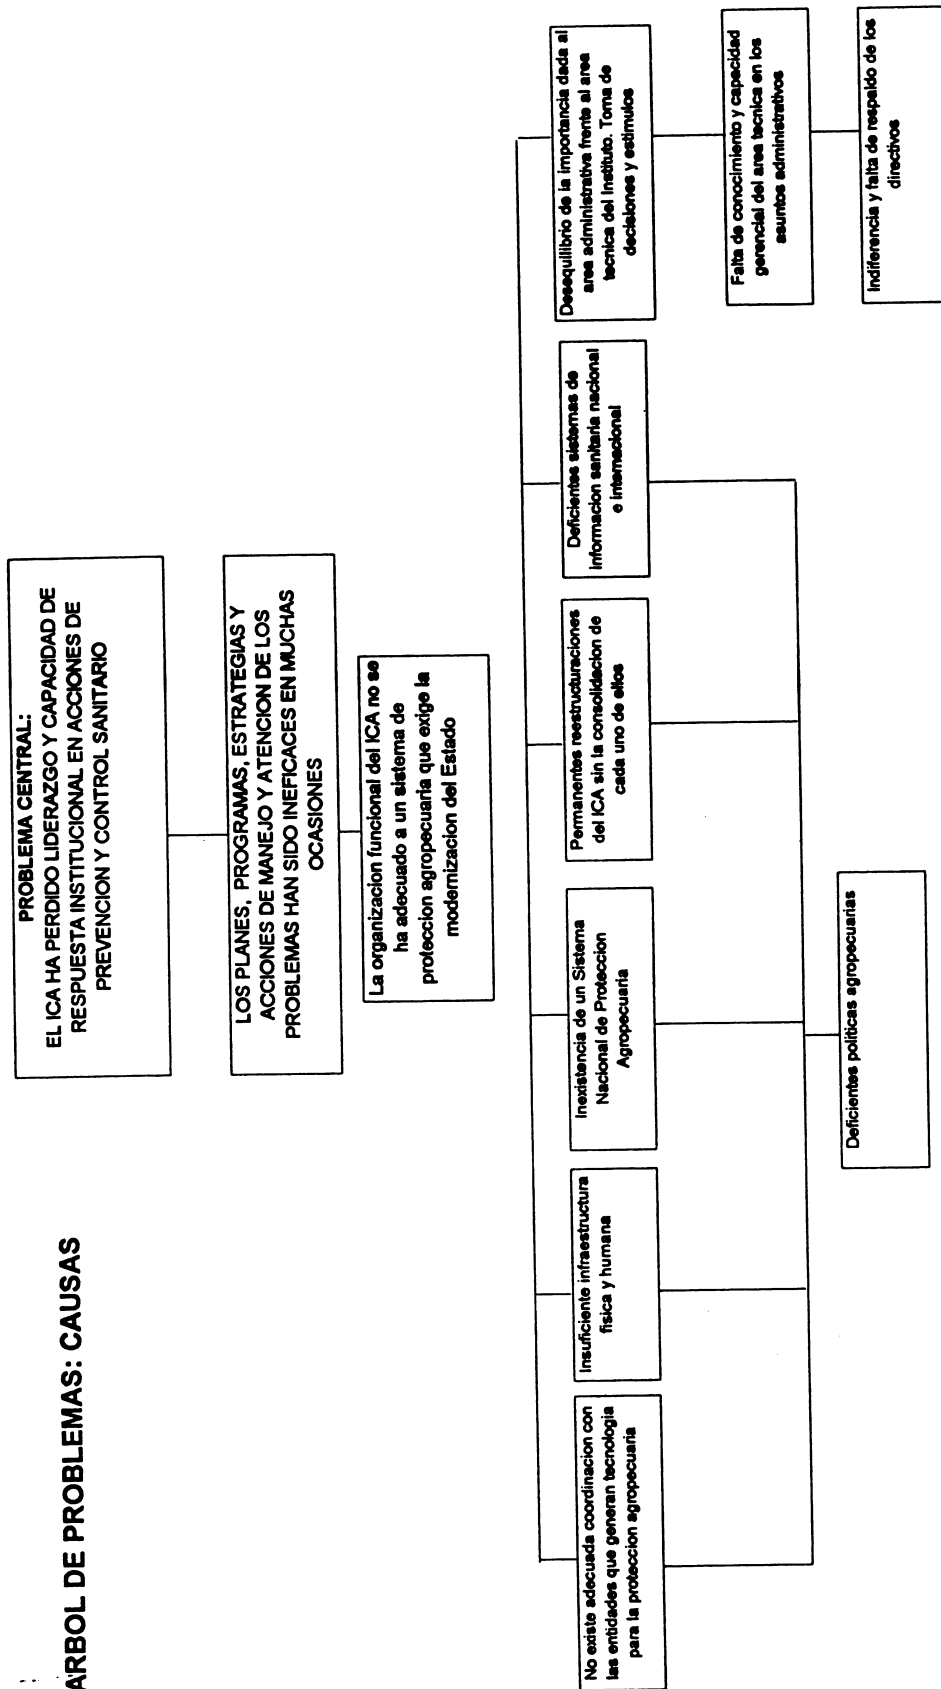 ARBOL DE PROBLEMAS: CAUSAS
PROBLEMA CENTRAL:
EL ICA HA PERDIDO LIDERAZGO Y CAPACIDAD DE
RESPUESTA INSTITUCIONAL EN ACCIONES DE
PREVENCION Y CONTROL SANITARIO
LOS PLANES, PROGRAMAS, ESTRATEGIAS Y
ACCIONES DE MANEJO Y ATENCION DE LOS
PROBLEMAS HAN SIDO INEFICACES EN MUCHAS
OCASIONES
La organizacion funcional del ICA no se
ha adecuado a un sistema de
proteccion agropecuaria que exige la
modernizacion del Estado
No existe adecuada coordinacion con
las entidades que generan tecnologia
para la proteccion agropecuaria
Insuficiente infraestructura
fisica y humana
Inexistencia de un Sistema
Nacional de Proteccion
Agropecuaria
Permanentes reestructuraciones
del ICA sin la consolidacion de
cada uno de ellos
Deficientes sistemas de
informacion sanitaria nacional
e internacional
Desequilibrio de la importancia dada al
area administrativa frente al area
tecnica del Instituto. Toma de
decisiones y estimulos
Deficientes politicas agropecuarias
Falta de conocimiento y capacidad
gerencial del area tecnica en los
asuntos administrativos
Indiferencia y falta de respaldo de los
directivos